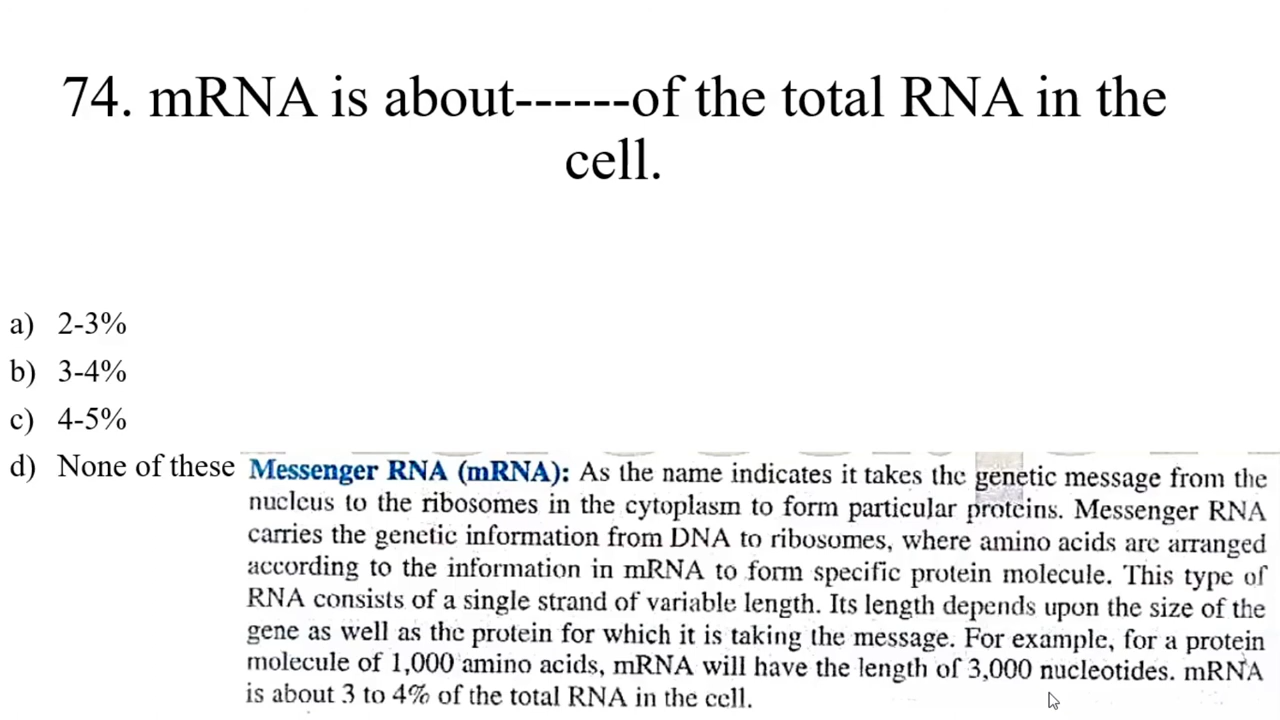 74. mRNA is about------of the total RNA in the
cell.
a) 2-3%
b) 3-4%
c) 4-5%
d) None of these
Messenger RNA (mRNA): As the name indicates it takes the genetic message from the
nucleus to the ribosomes in the cytoplasm to form particular proteins. Messenger RNA
carries the genetic information from DNA to ribosomes, where amino acids are arranged
according to the information in mRNA to form specific protein molecule. This type of
RNA consists of a single strand of variable length. Its length depends upon the size of the
gene as well as the protein for which it is taking the message. For example, for a protein
molecule of 1,000 amino acids, mRNA will have the length of 3,000 nucleotides. mRNA
is about 3 to 4% of the total RNA in the cell.